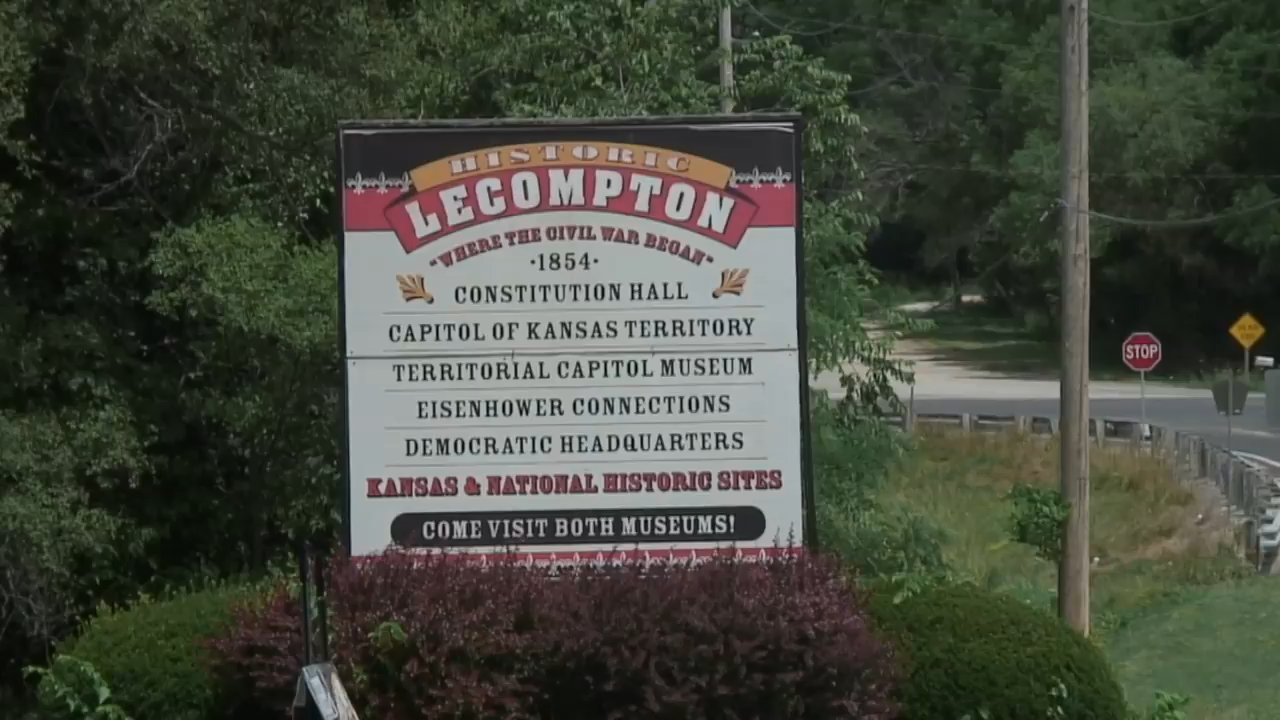 HISTORIC
LECOMPTON
"WHERE THE CIVIL WAR BEGAN"
·1854·
CONSTITUTION HALL
CAPITOL OF KANSAS TERRITORY
TERRITORIAL CAPITOL MUSEUM
EISENHOWER CONNECTIONS
DEMOCRATIC HEADQUARTERS
KANSAS & NATIONAL HISTORIC SITES
COME VISIT BOTH MUSEUMS!
STOP